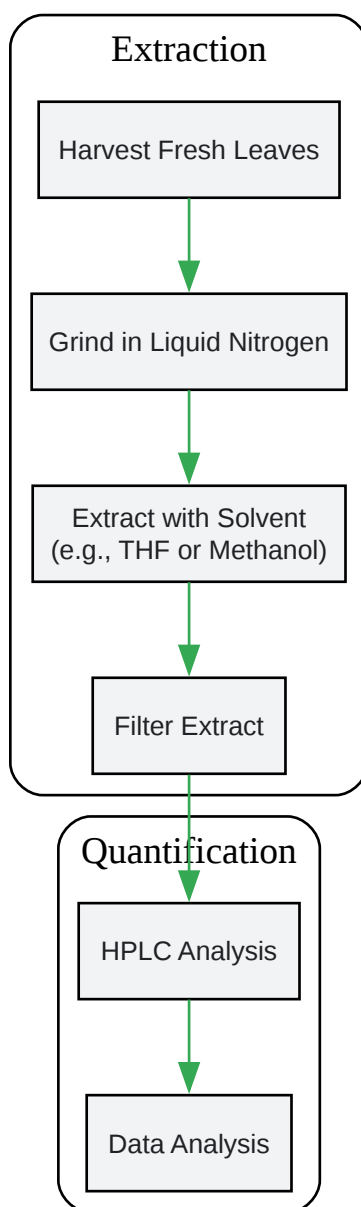 Extraction
Harvest Fresh Leaves
Grind in Liquid Nitrogen
Extract with Solvent
(e.g., THF or Methanol)
Filter Extract
Quantification
HPLC Analysis
Data Analysis